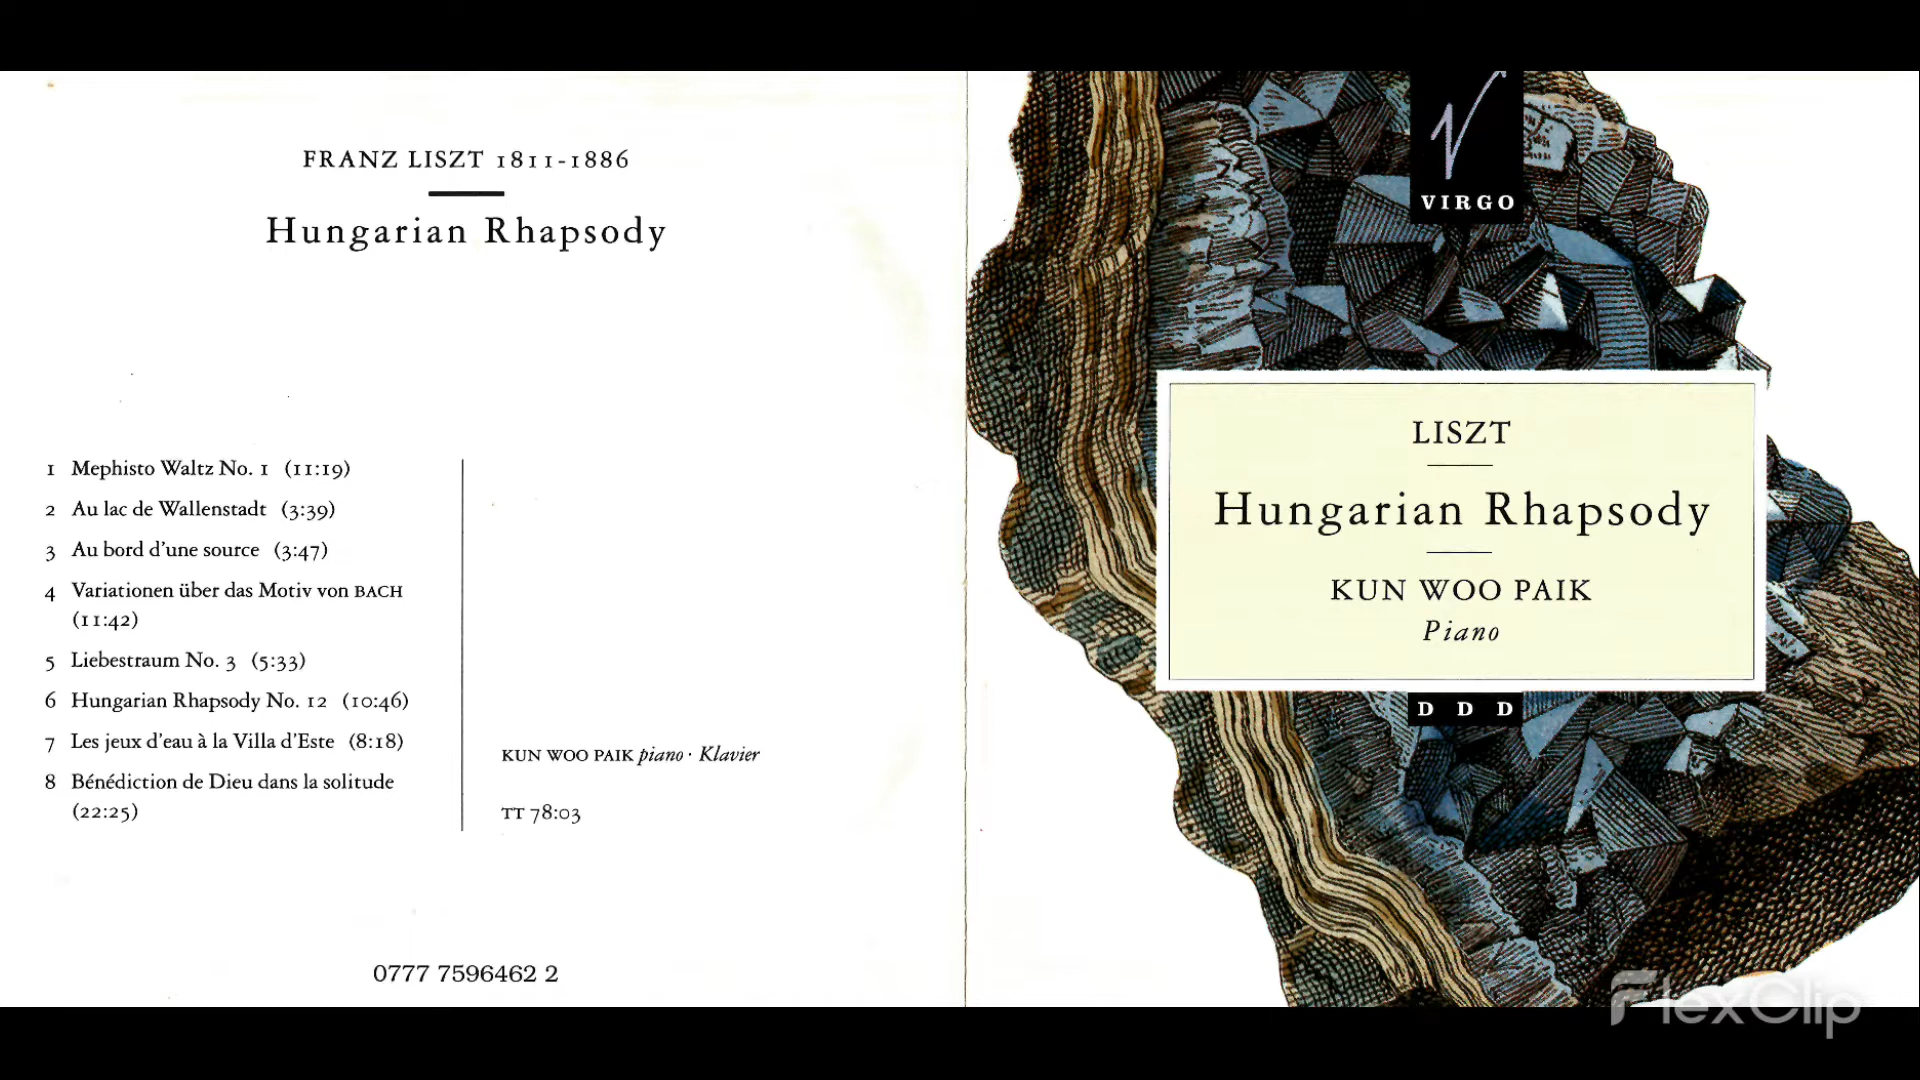 FRANZ LISZT 1811-1886
Hungarian Rhapsody
1 Mephisto Waltz No. 1 (11:19)
2 Au lac de Wallenstadt (3:39)
3 Au bord d'une source (3:47)
4 Variationen über das Motiv von BACH
(11:42)
5 Liebestraum No. 3 (5:33)
6 Hungarian Rhapsody No. 12 (10:46)
7 Les jeux d'eau à la Villa d'Este (8:18)
8 Bénédiction de Dieu dans la solitude
(22:25)
KUN WOO PAIK piano · Klavier
TT 78:03
0777 7596462 2
VIRGO
LISZT
Hungarian Rhapsody
KUN WOO PAIK
Piano
D D D
FlexClip